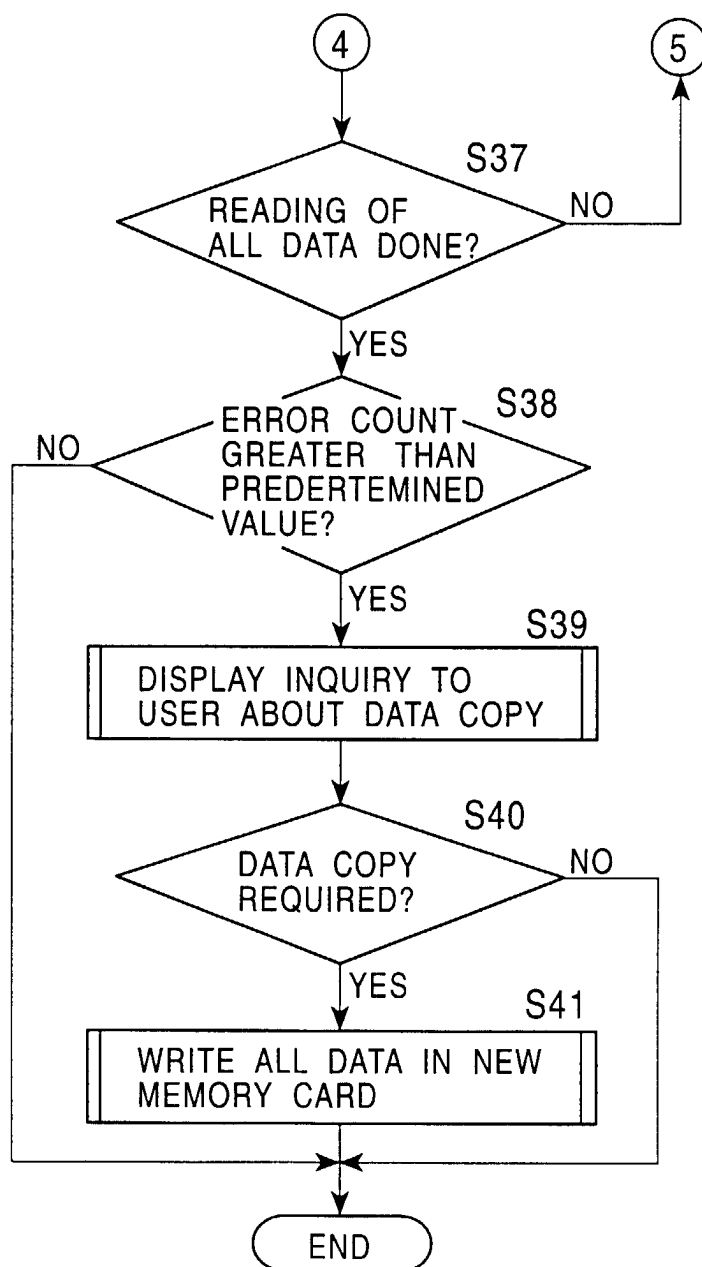 4
5
S37
READING OF
ALL DATA DONE?
NO
YES
S38
ERROR COUNT
GREATER THAN
PREDERTEMINED
VALUE?
NO
YES
S39
DISPLAY INQUIRY TO
USER ABOUT DATA COPY
S40
DATA COPY
REQUIRED?
NO
YES
S41
WRITE ALL DATA IN NEW
MEMORY CARD
END